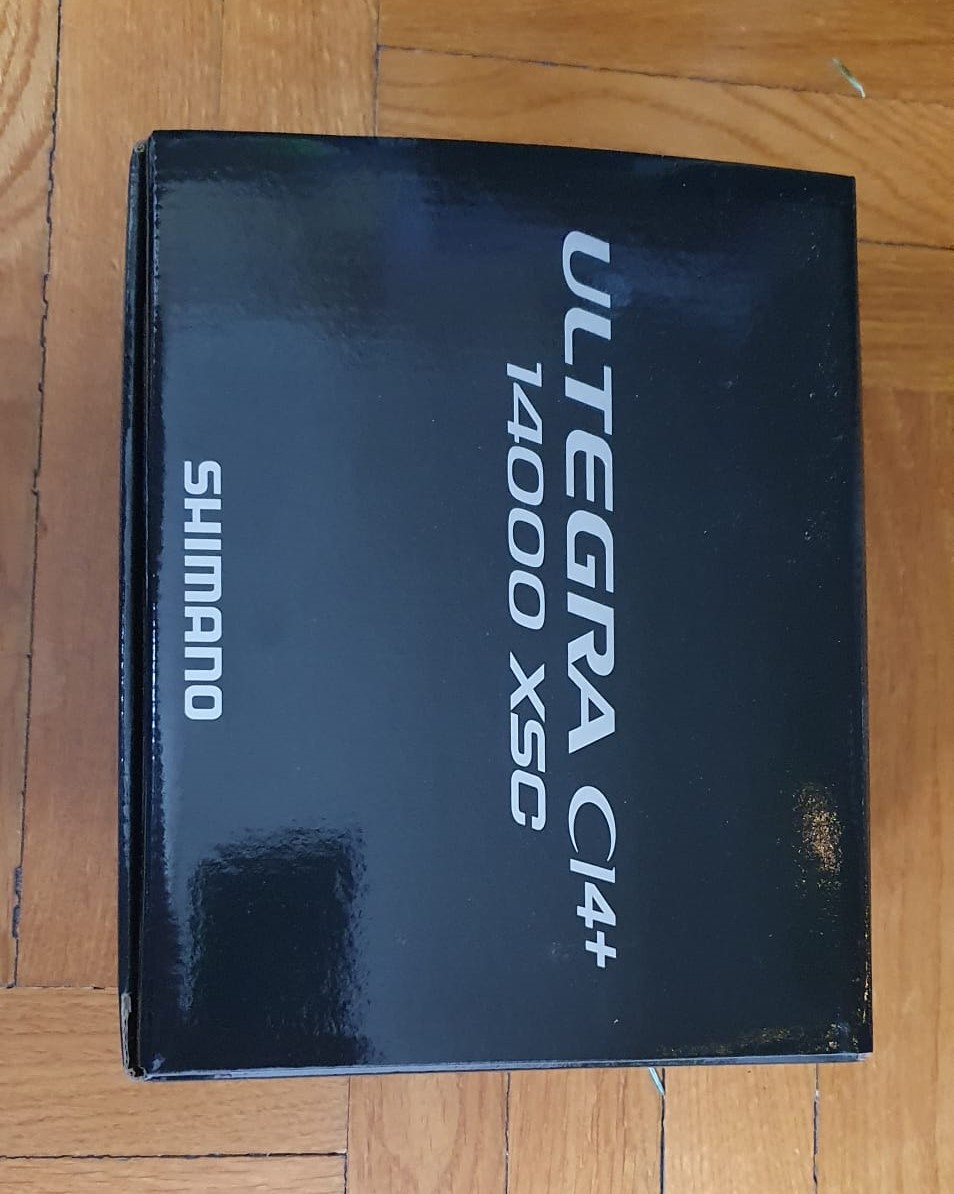 ULTEGRA CI4+
14000 XSC
SHIMANO